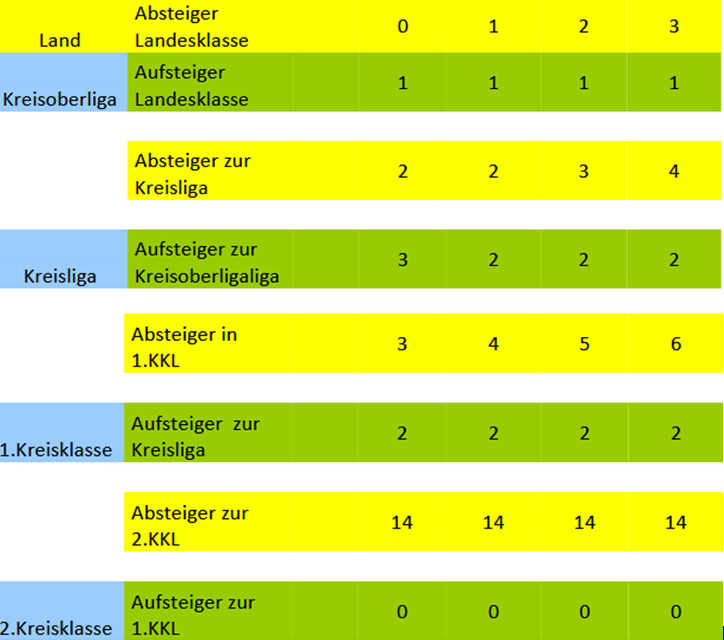 Land Absteiger Landesklasse 0 1 2 3
Kreisoberliga Aufsteiger Landesklasse 1 1 1 1
Absteiger zur Kreisliga 2 2 3 4
Kreisliga Aufsteiger zur Kreisoberligaliga 3 2 2 2
Absteiger in 1.KKL 3 4 5 6
1.Kreisklasse Aufsteiger zur Kreisliga 2 2 2 2
Absteiger zur 2.KKL 14 14 14 14
2.Kreisklasse Aufsteiger zur 1.KKL 0 0 0 0